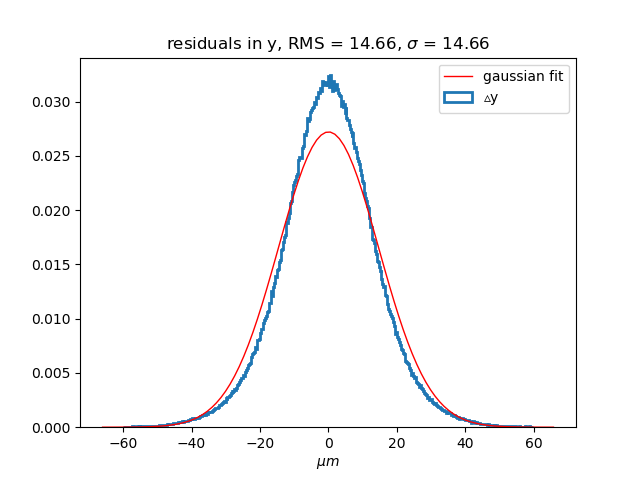 residuals in y, RMS = 14.66, σ = 14.66
gaussian fit
▵y
0.030
0.025
0.020
0.015
0.010
0.005
0.000
−60 −40 −20 0 20 40 60
μm